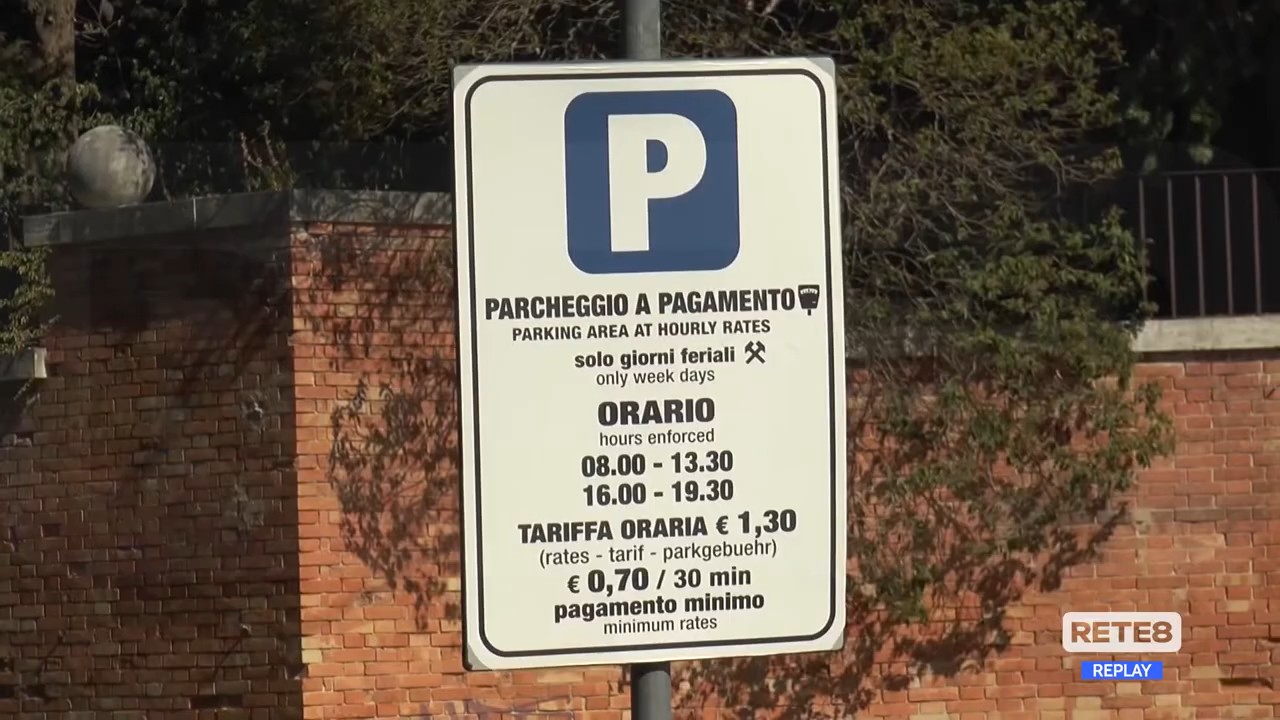 P
PARCHEGGIO A PAGAMENTO
PARKING AREA AT HOURLY RATES
solo giorni feriali
only week days
ORARIO
hours enforced
08.00 - 13.30
16.00 - 19.30
TARIFFA ORARIA € 1,30
(rates - tarif - parkgebuehr)
€ 0,70 / 30 min
pagamento minimo
minimum rates
RETE8
REPLAY